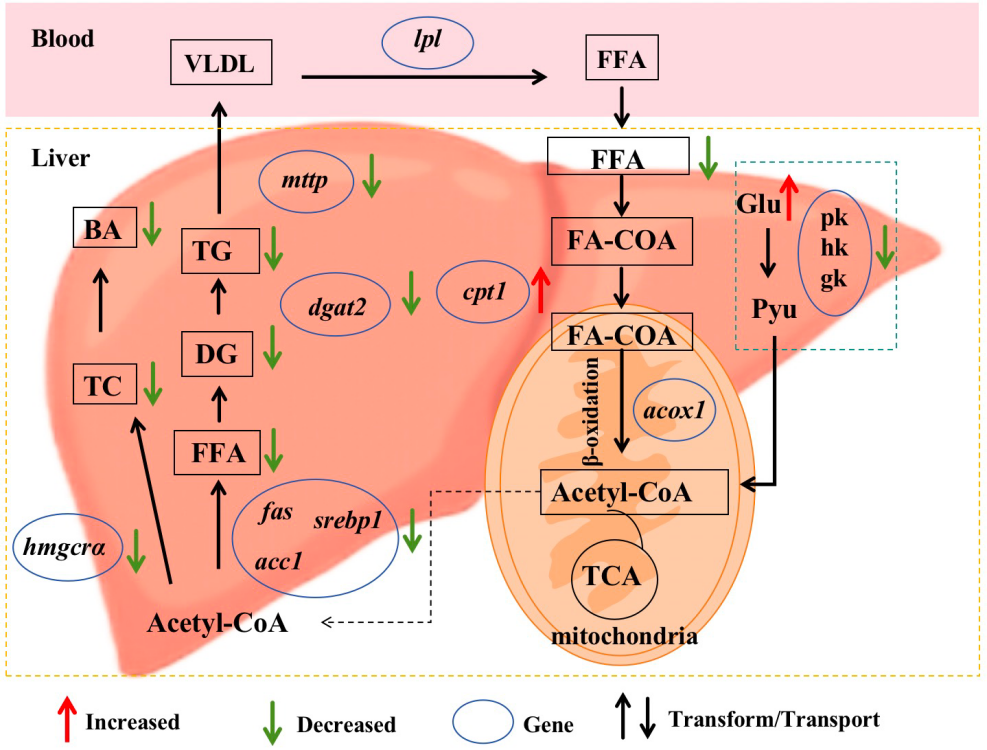 Blood
lpl
VLDL
FFA
Liver
FFA
mttp
Glu
BA
pk
TG
FA-COA
hk
gk
cpt1
dgat2
Pyu
FA-COA
DG
TC
β-oxidation
acox1
FFA
Acetyl-CoA
fas
srebp1
hmgcrα
acc1
TCA
Acetyl-CoA
mitochondria
Increased
Decreased
Gene
Transform/Transport